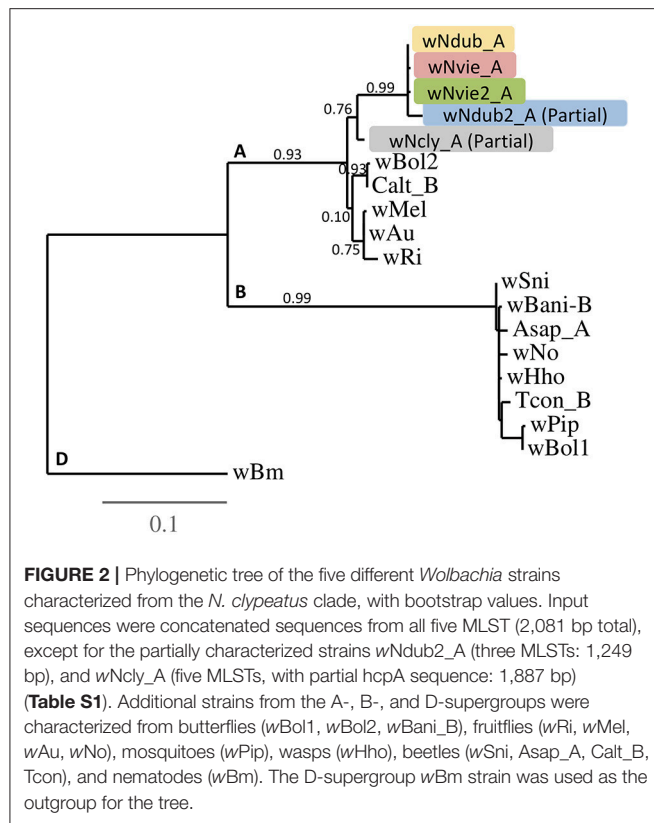 wNdub_A
wNvie_A
0.99
wNvie2_A
wNdub2_A (Partial)
0.76
wNcly_A (Partial)
A
0.93
0.93
wBol2
Calt_B
wMel
0.10
wAu
0.75
wRi
wSni
B
0.99
wBani-B
Asap_A
wNo
wHho
Tcon_B
wPip
wBol1
D
wBm
0.1
FIGURE 2 | Phylogenetic tree of the five different Wolbachia strains
characterized from the N. clypeatus clade, with bootstrap values. Input
sequences were concatenated sequences from all five MLST (2,081 bp total),
except for the partially characterized strains wNdub2_A (three MLSTs: 1,249
bp), and wNcly_A (five MLSTs, with partial hcpA sequence: 1,887 bp)
(Table S1). Additional strains from the A-, B-, and D-supergroups were
characterized from butterflies (wBol1, wBol2, wBani_B), fruitflies (wRi, wMel,
wAu, wNo), mosquitoes (wPip), wasps (wHho), beetles (wSni, Asap_A, Calt_B,
Tcon), and nematodes (wBm). The D-supergroup wBm strain was used as the
outgroup for the tree.